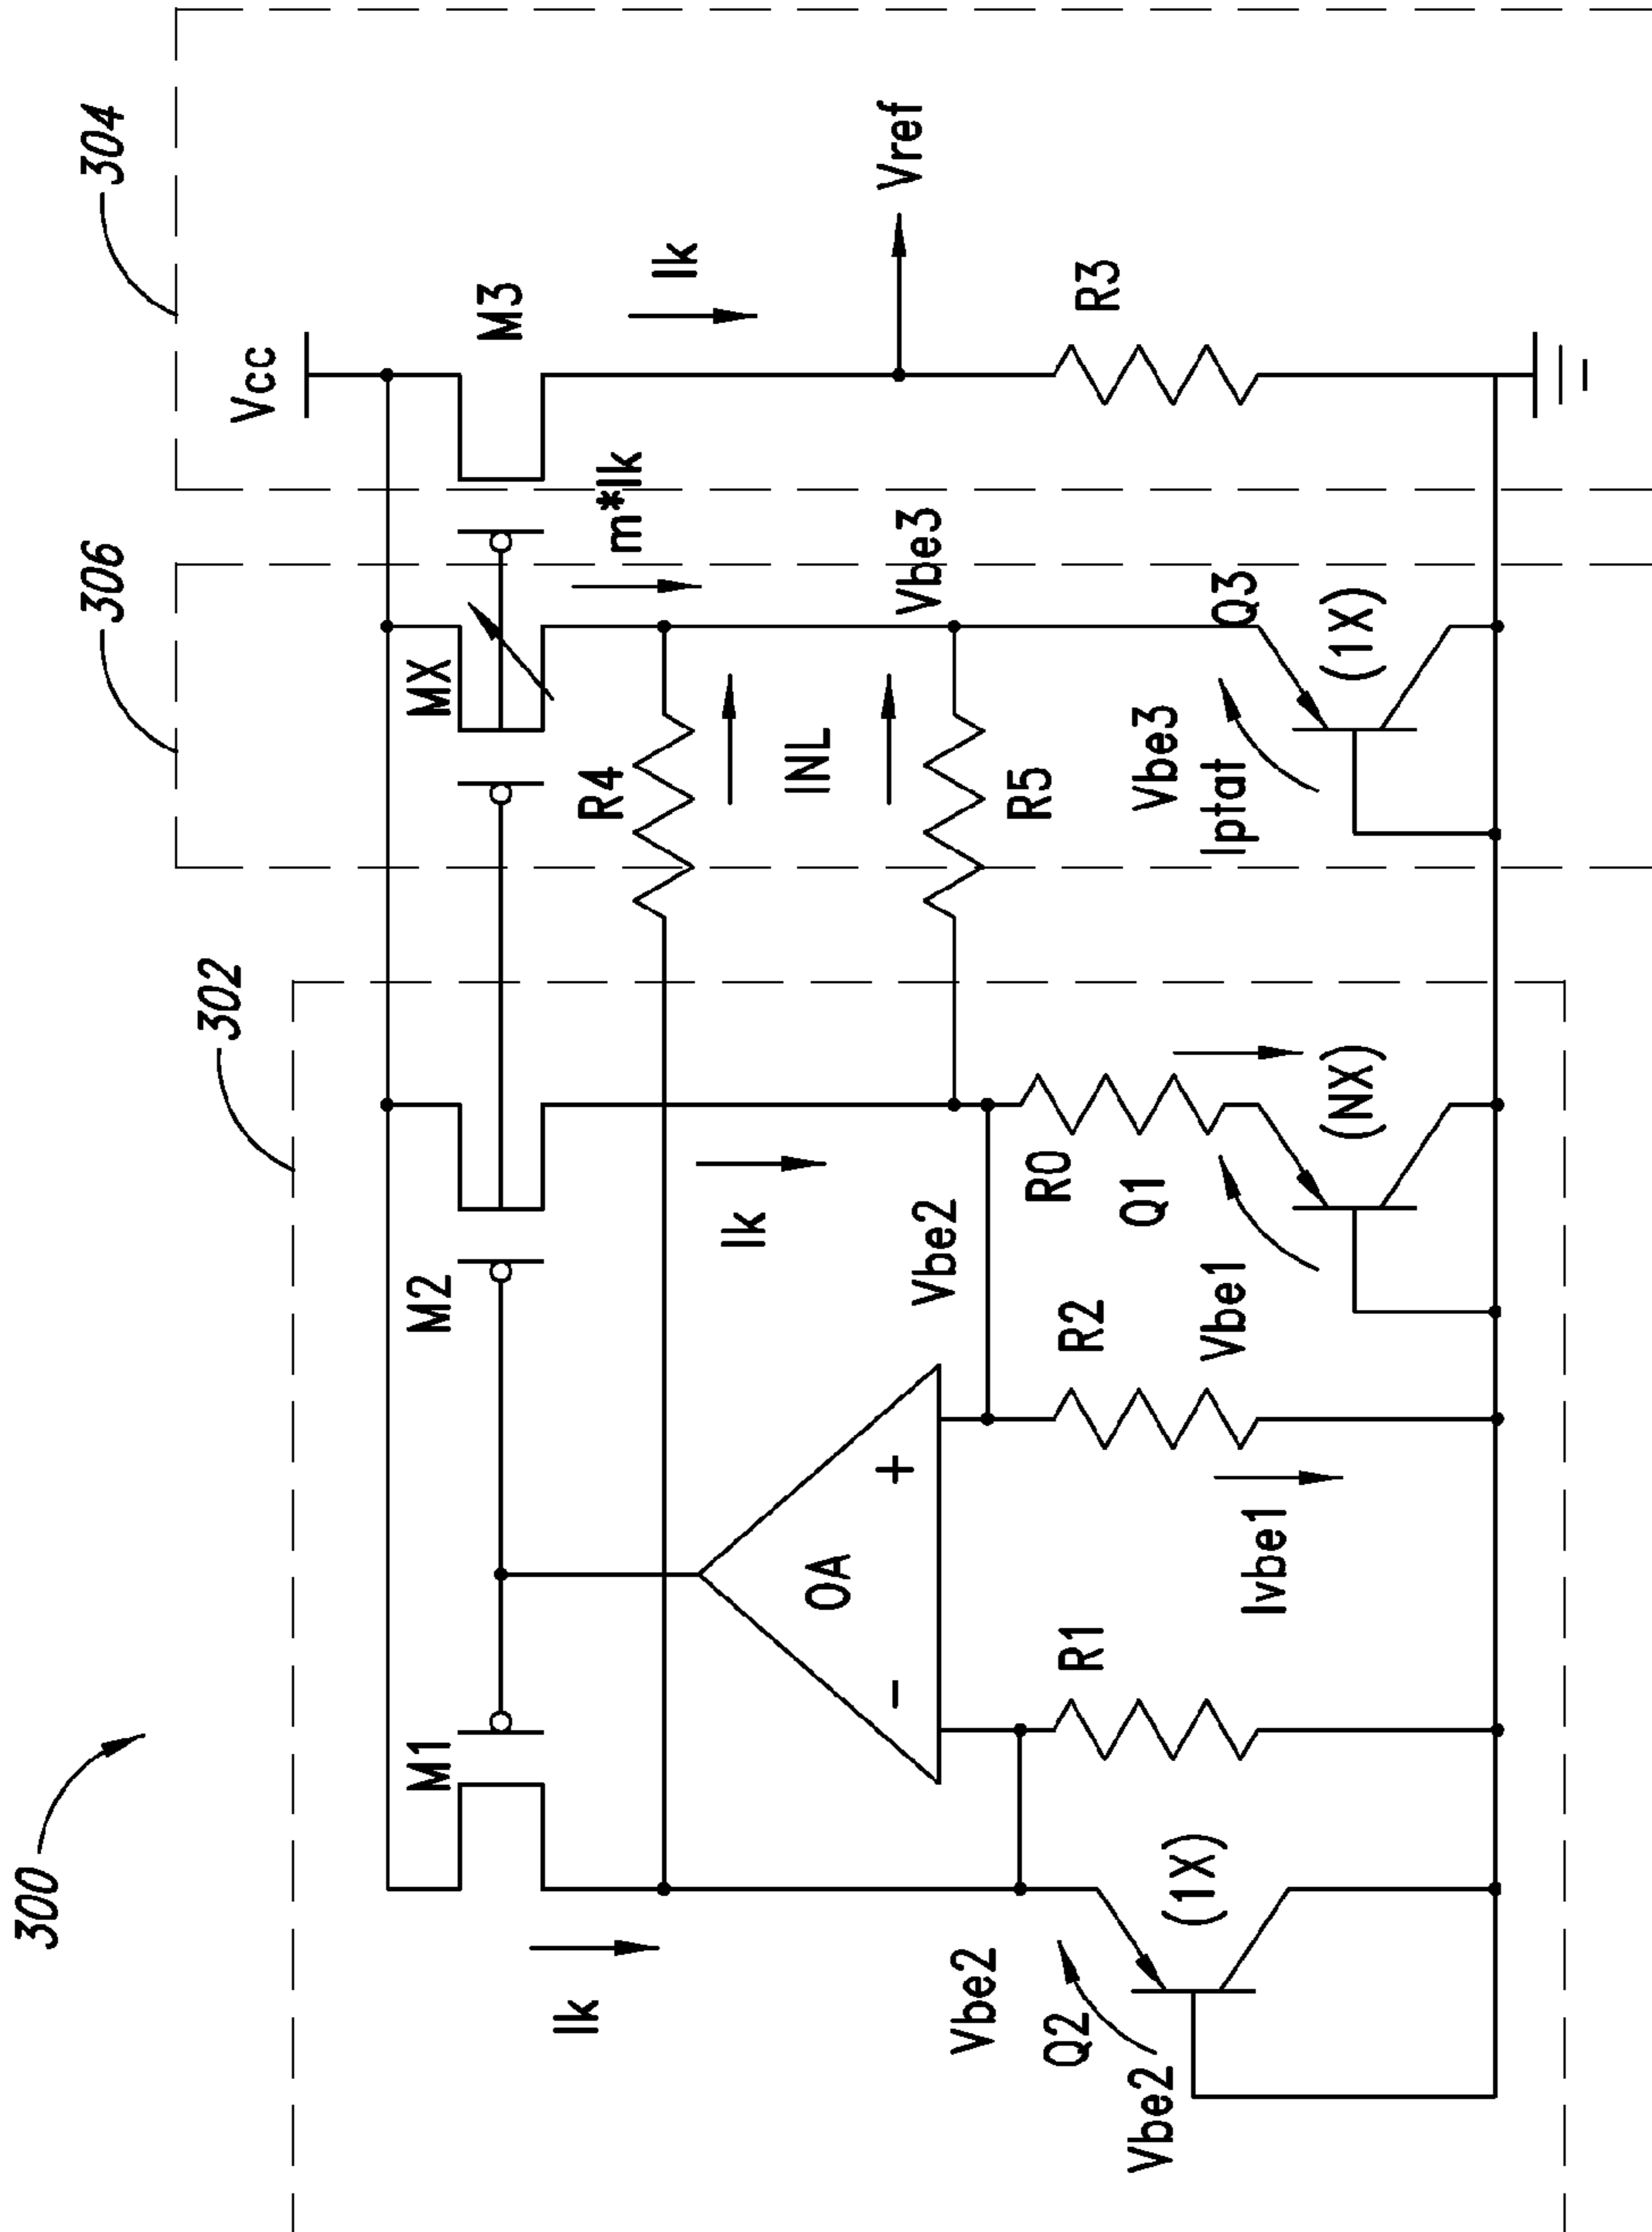 300
302
306
304
Vcc
M1
M2
MX
M3
Ik
Ik
m*Ik
Ik
R4
INL
R5
OA
-
+
Vbe2
Vbe2
Vbe3
Vref
R1
R2
R0
R3
Q2
Vbe2
(1X)
Ivbe1
Vbe1
Q1
(NX)
Iptat
Vbe3
Q3
(1X)